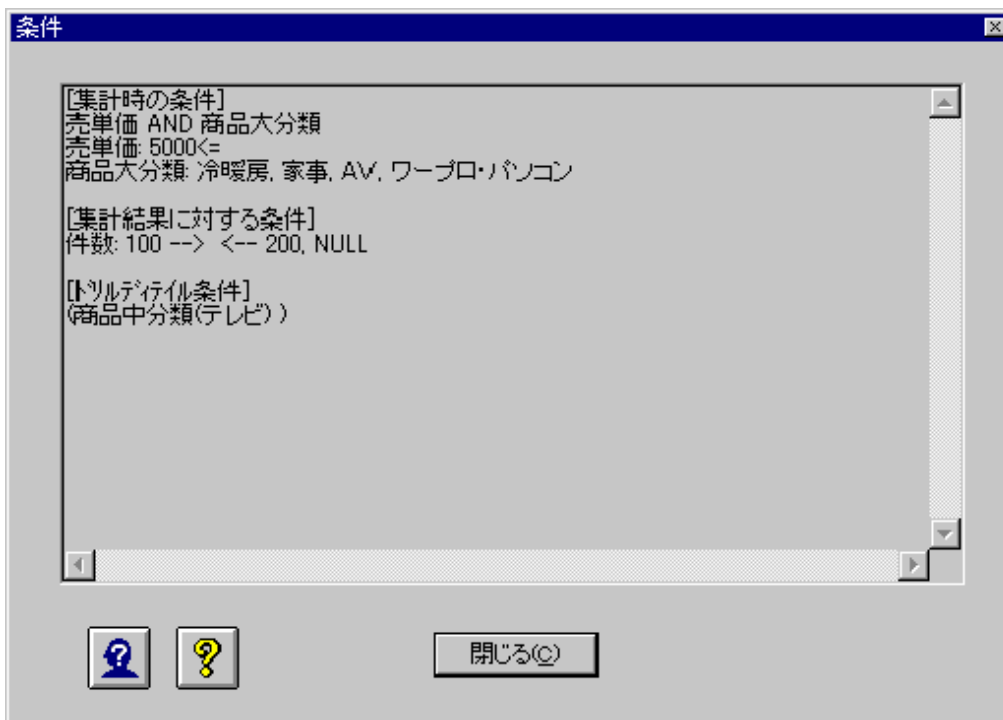 条件
[集計時の条件]
売単価 AND 商品大分類
売単価: 5000<=
商品大分類: 冷暖房, 家事, AV, ワープロ・パソコン
[集計結果に対する条件]
件数: 100 --> <-- 200, NULL
[ﾄﾞﾘﾙﾃﾞｨﾃｲﾙ条件]
(商品中分類(テレビ) )
閉じる(C)